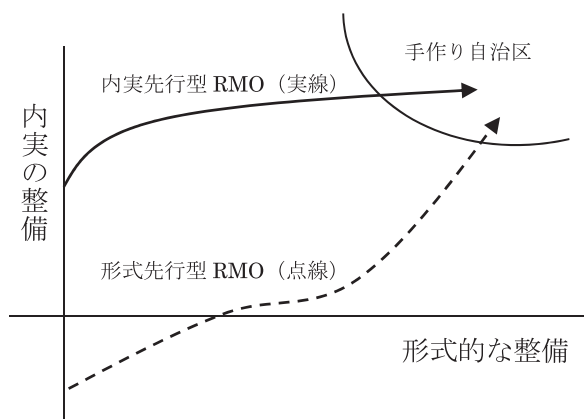 手作り自治区
内実先行型 RMO（実線）
内実の整備
形式先行型 RMO（点線）
形式的な整備